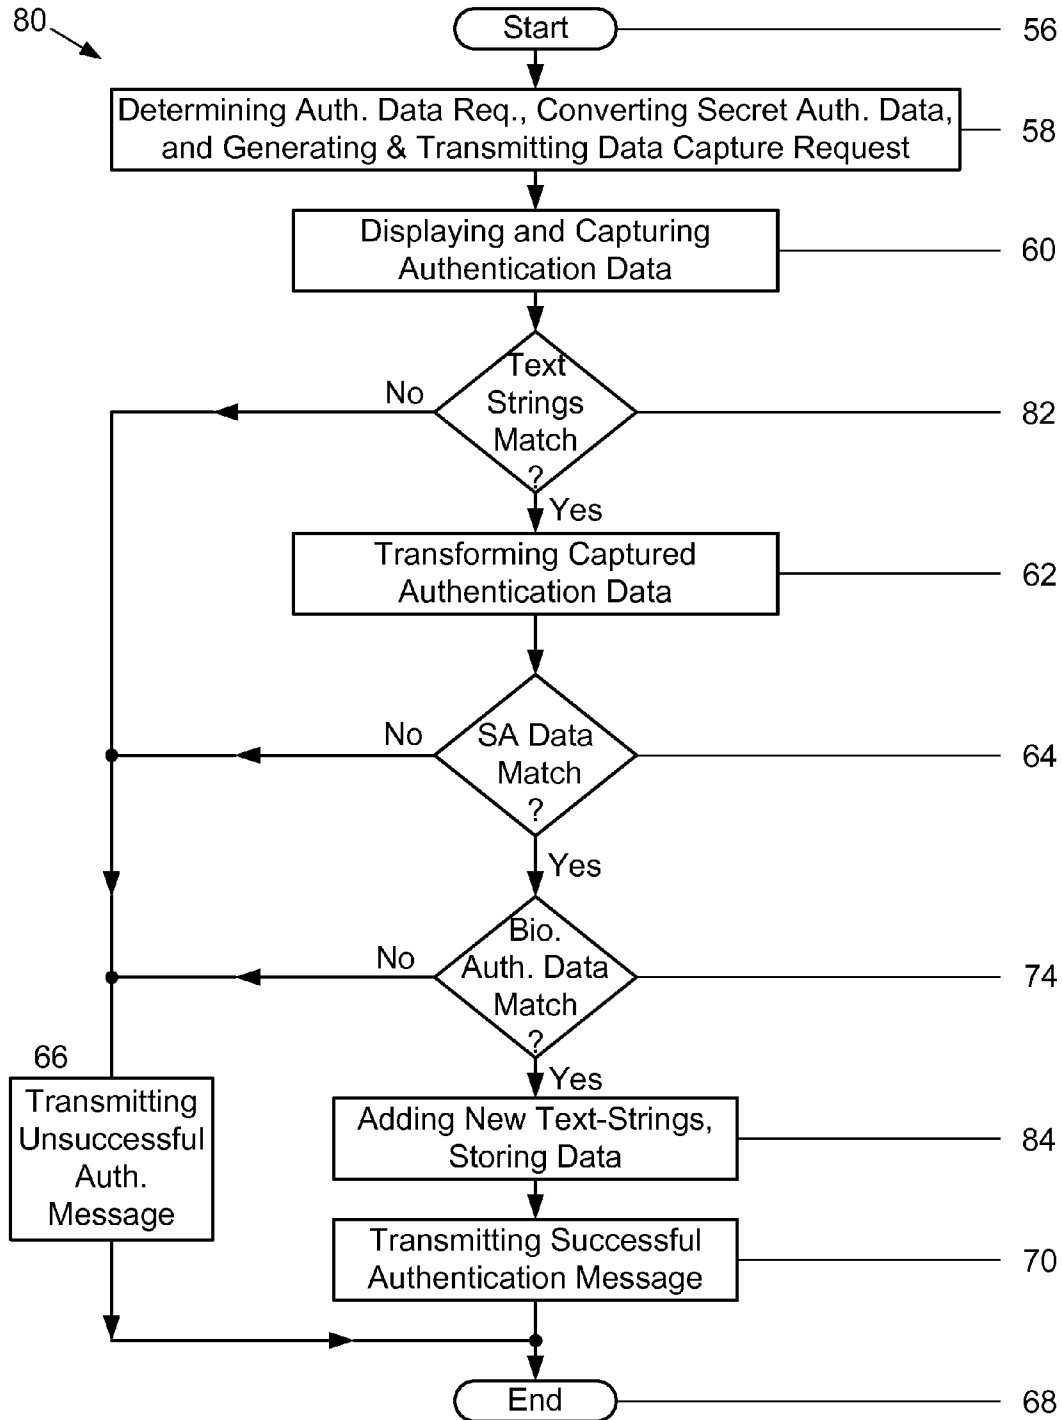 80
Start
56
Determining Auth. Data Req., Converting Secret Auth. Data,
and Generating & Transmitting Data Capture Request
58
Displaying and Capturing
Authentication Data
60
Text
Strings
Match
?
No
82
Yes
Transforming Captured
Authentication Data
62
SA Data
Match
?
No
64
Yes
Bio.
Auth. Data
Match
?
No
74
Yes
66
Transmitting
Unsuccessful
Auth.
Message
Adding New Text-Strings,
Storing Data
84
Transmitting Successful
Authentication Message
70
End
68